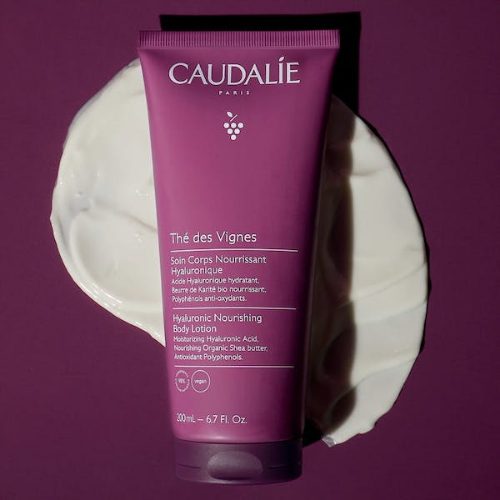 CAUDALÍE
PARIS
Thé des Vignes
Soin Corps Nourrissant
Hyaluronique
Acide Hyaluronique hydratant,
Beurre de Karité bio nourrissant,
Polyphénols anti-oxydants.
Hyaluronic Nourishing
Body Lotion
Moisturizing Hyaluronic Acid,
Nourishing Organic Shea butter,
Antioxidant Polyphenols.
vegan
200mL – 6.7 Fl. Oz.